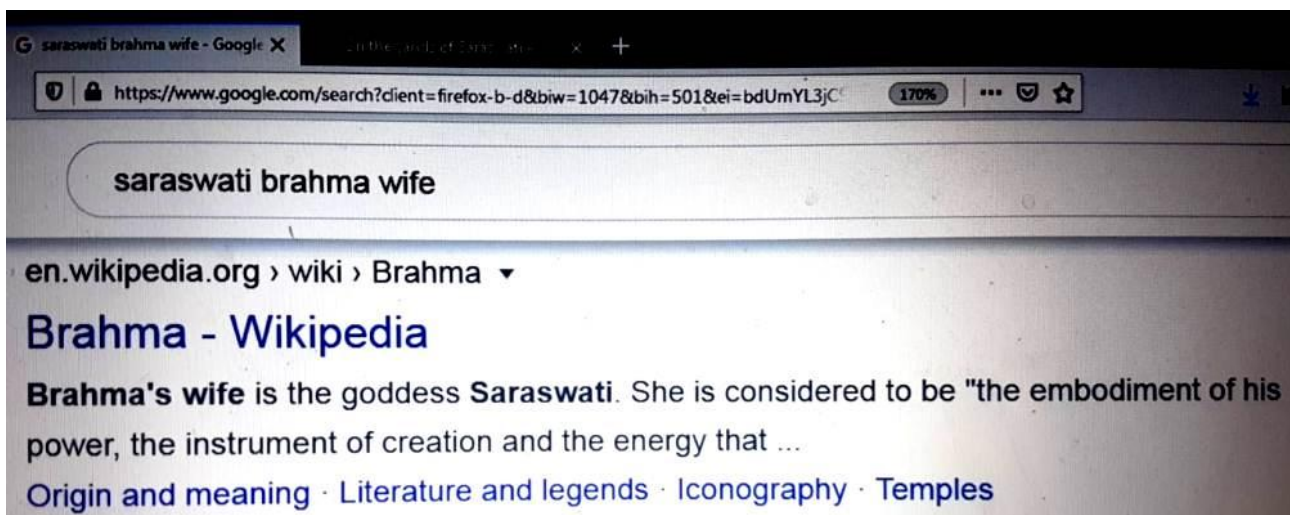 saraswati brahma wife - Google
https://www.google.com/search?client=firefox-b-d&biw=1047&bih=501&ei=bdUmYL3jC
170%
saraswati brahma wife
en.wikipedia.org › wiki › Brahma
Brahma - Wikipedia
Brahma's wife is the goddess Saraswati. She is considered to be "the embodiment of his
power, the instrument of creation and the energy that ...
Origin and meaning · Literature and legends · Iconography · Temples